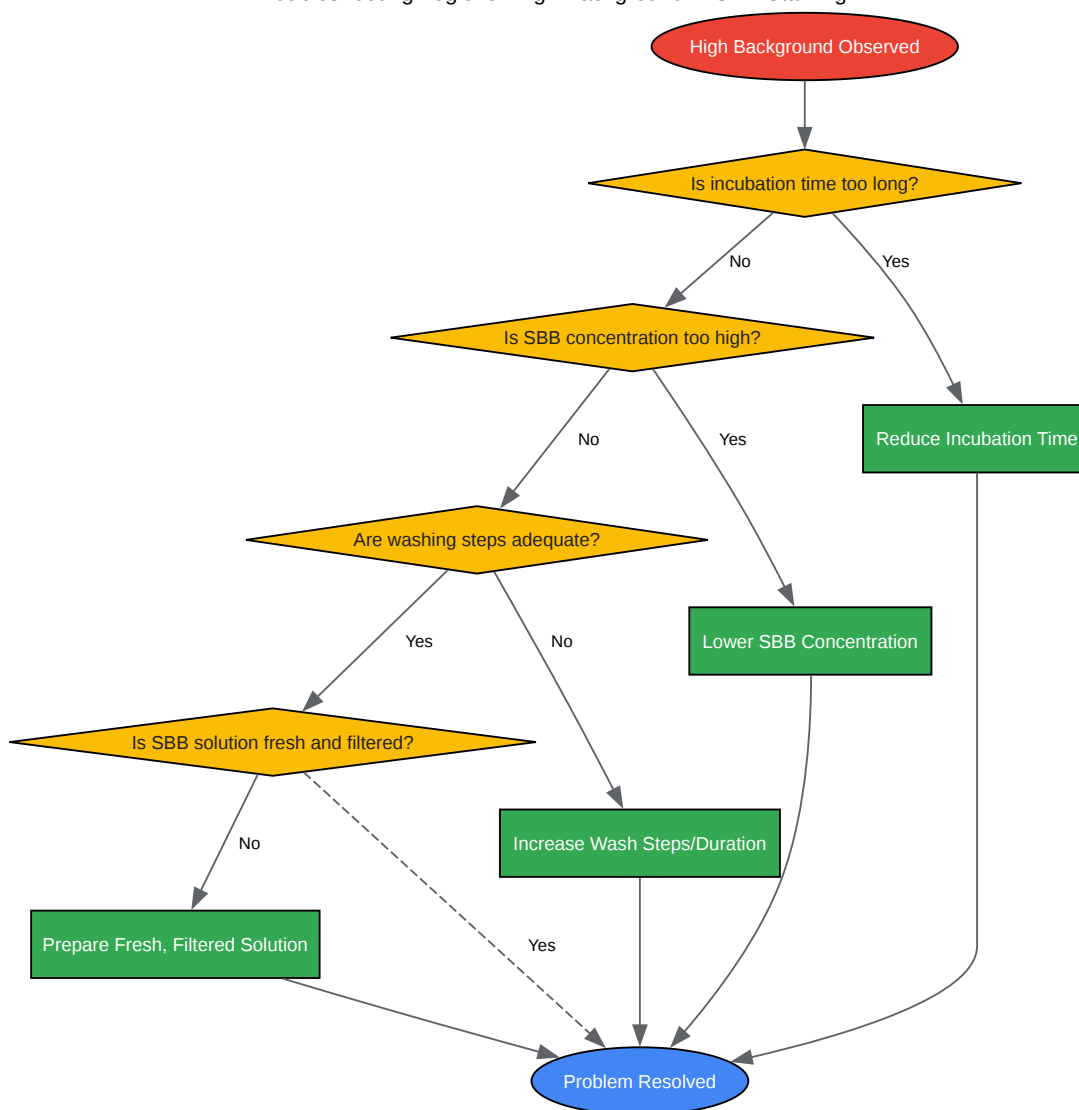 High Background Observed
Is incubation time too long?
No
Yes
Is SBB concentration too high?
No
Yes
Reduce Incubation Time
Are washing steps adequate?
Yes
No
Lower SBB Concentration
Is SBB solution fresh and filtered?
No
Increase Wash Steps/Duration
Prepare Fresh, Filtered Solution
Yes
Problem Resolved